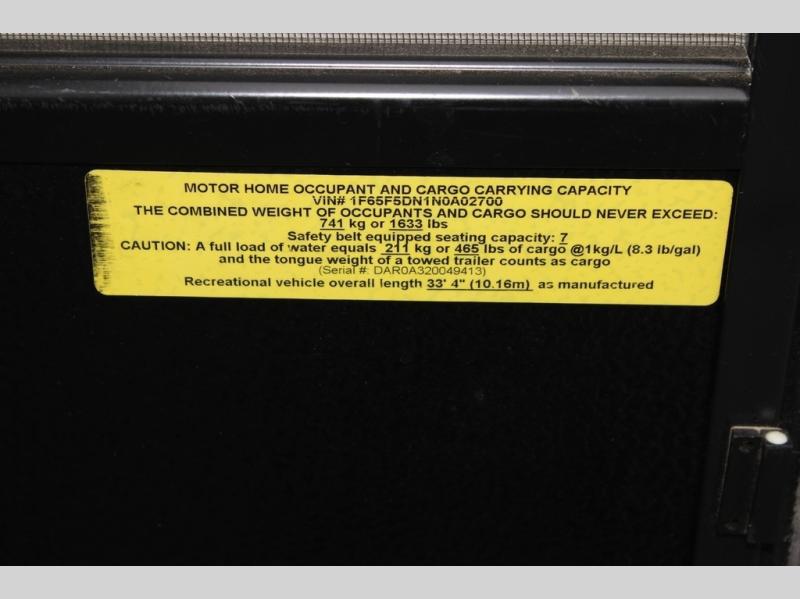 MOTOR HOME OCCUPANT AND CARGO CARRYING CAPACITY
VIN# 1F65F5DN1N0A02700
THE COMBINED WEIGHT OF OCCUPANTS AND CARGO SHOULD NEVER EXCEED:
741 kg or 1633 lbs
Safety belt equipped seating capacity: 7
CAUTION: A full load of water equals 211 kg or 465 lbs of cargo @1kg/L (8.3 lb/gal)
and the tongue weight of a towed trailer counts as cargo
(Serial #: DAR0A320049413)
Recreational vehicle overall length 33' 4" (10.16m) as manufactured